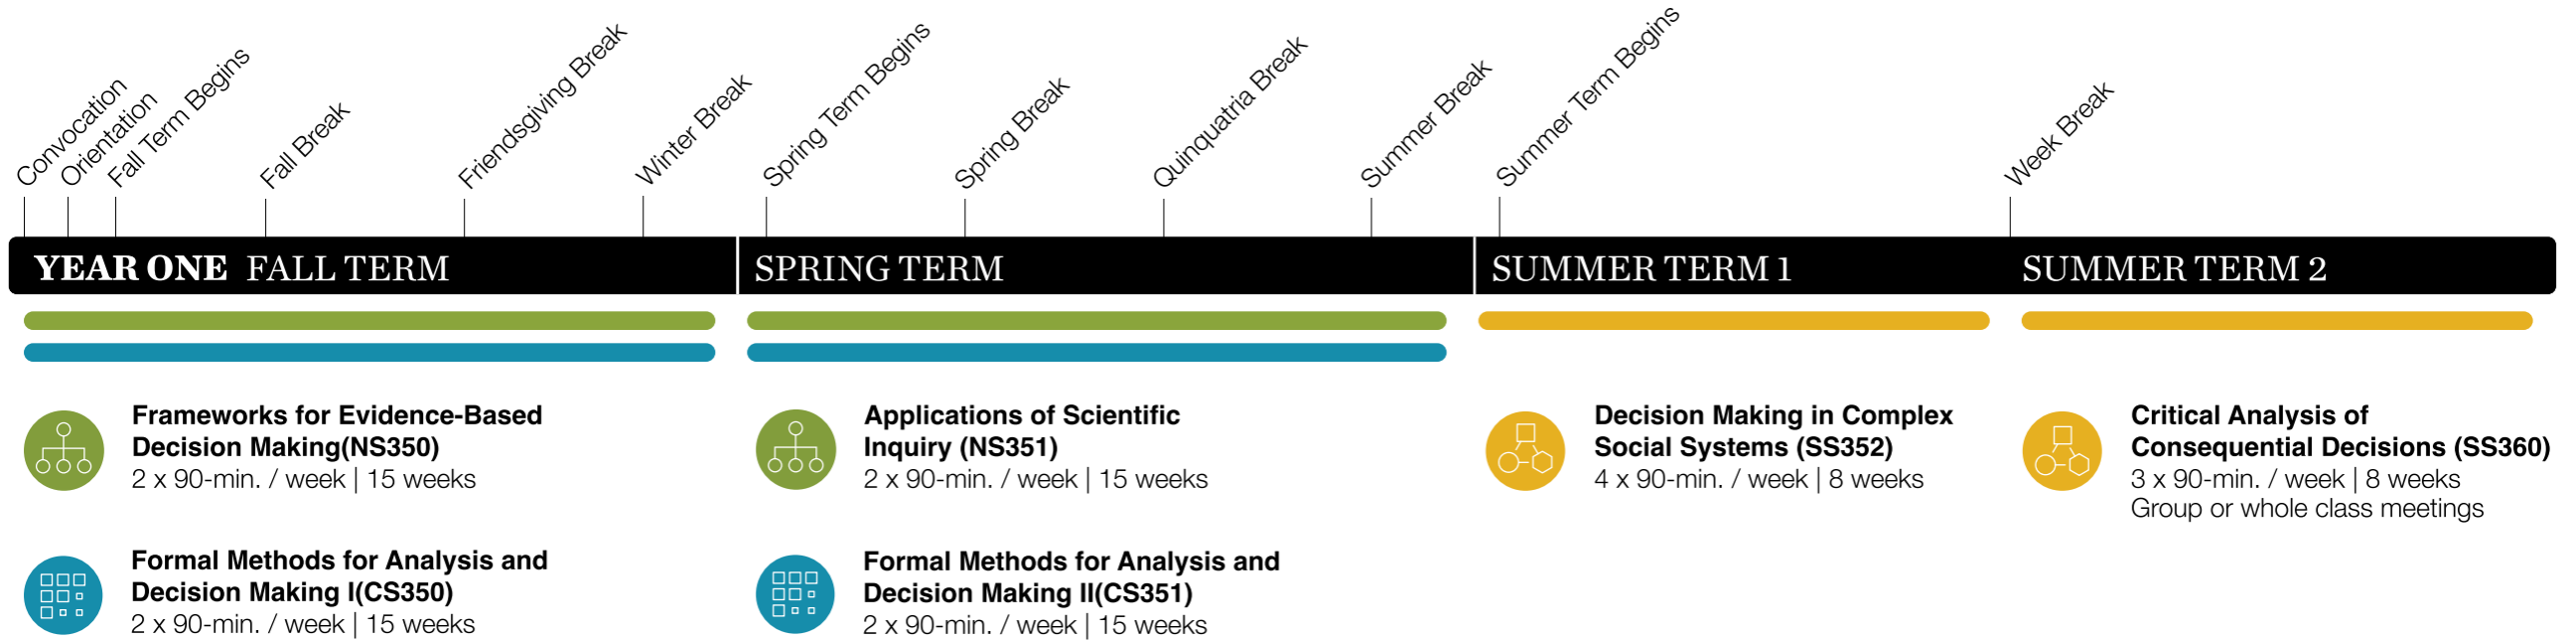 Convocation
Orientation
Fall Term Begins
Fall Break
Friendsgiving Break
Winter Break
Spring Term Begins
Spring Break
Quinquatria Break
Summer Break
Summer Term Begins
Week Break
YEAR ONE FALL TERM
SPRING TERM
SUMMER TERM 1
SUMMER TERM 2
Frameworks for Evidence-Based
Decision Making(NS350)
2 x 90-min. / week | 15 weeks
Formal Methods for Analysis and
Decision Making I(CS350)
2 x 90-min. / week | 15 weeks
Applications of Scientific
Inquiry (NS351)
2 x 90-min. / week | 15 weeks
Formal Methods for Analysis and
Decision Making II(CS351)
2 x 90-min. / week | 15 weeks
Decision Making in Complex
Social Systems (SS352)
4 x 90-min. / week | 8 weeks
Critical Analysis of
Consequential Decisions (SS360)
3 x 90-min. / week | 8 weeks
Group or whole class meetings